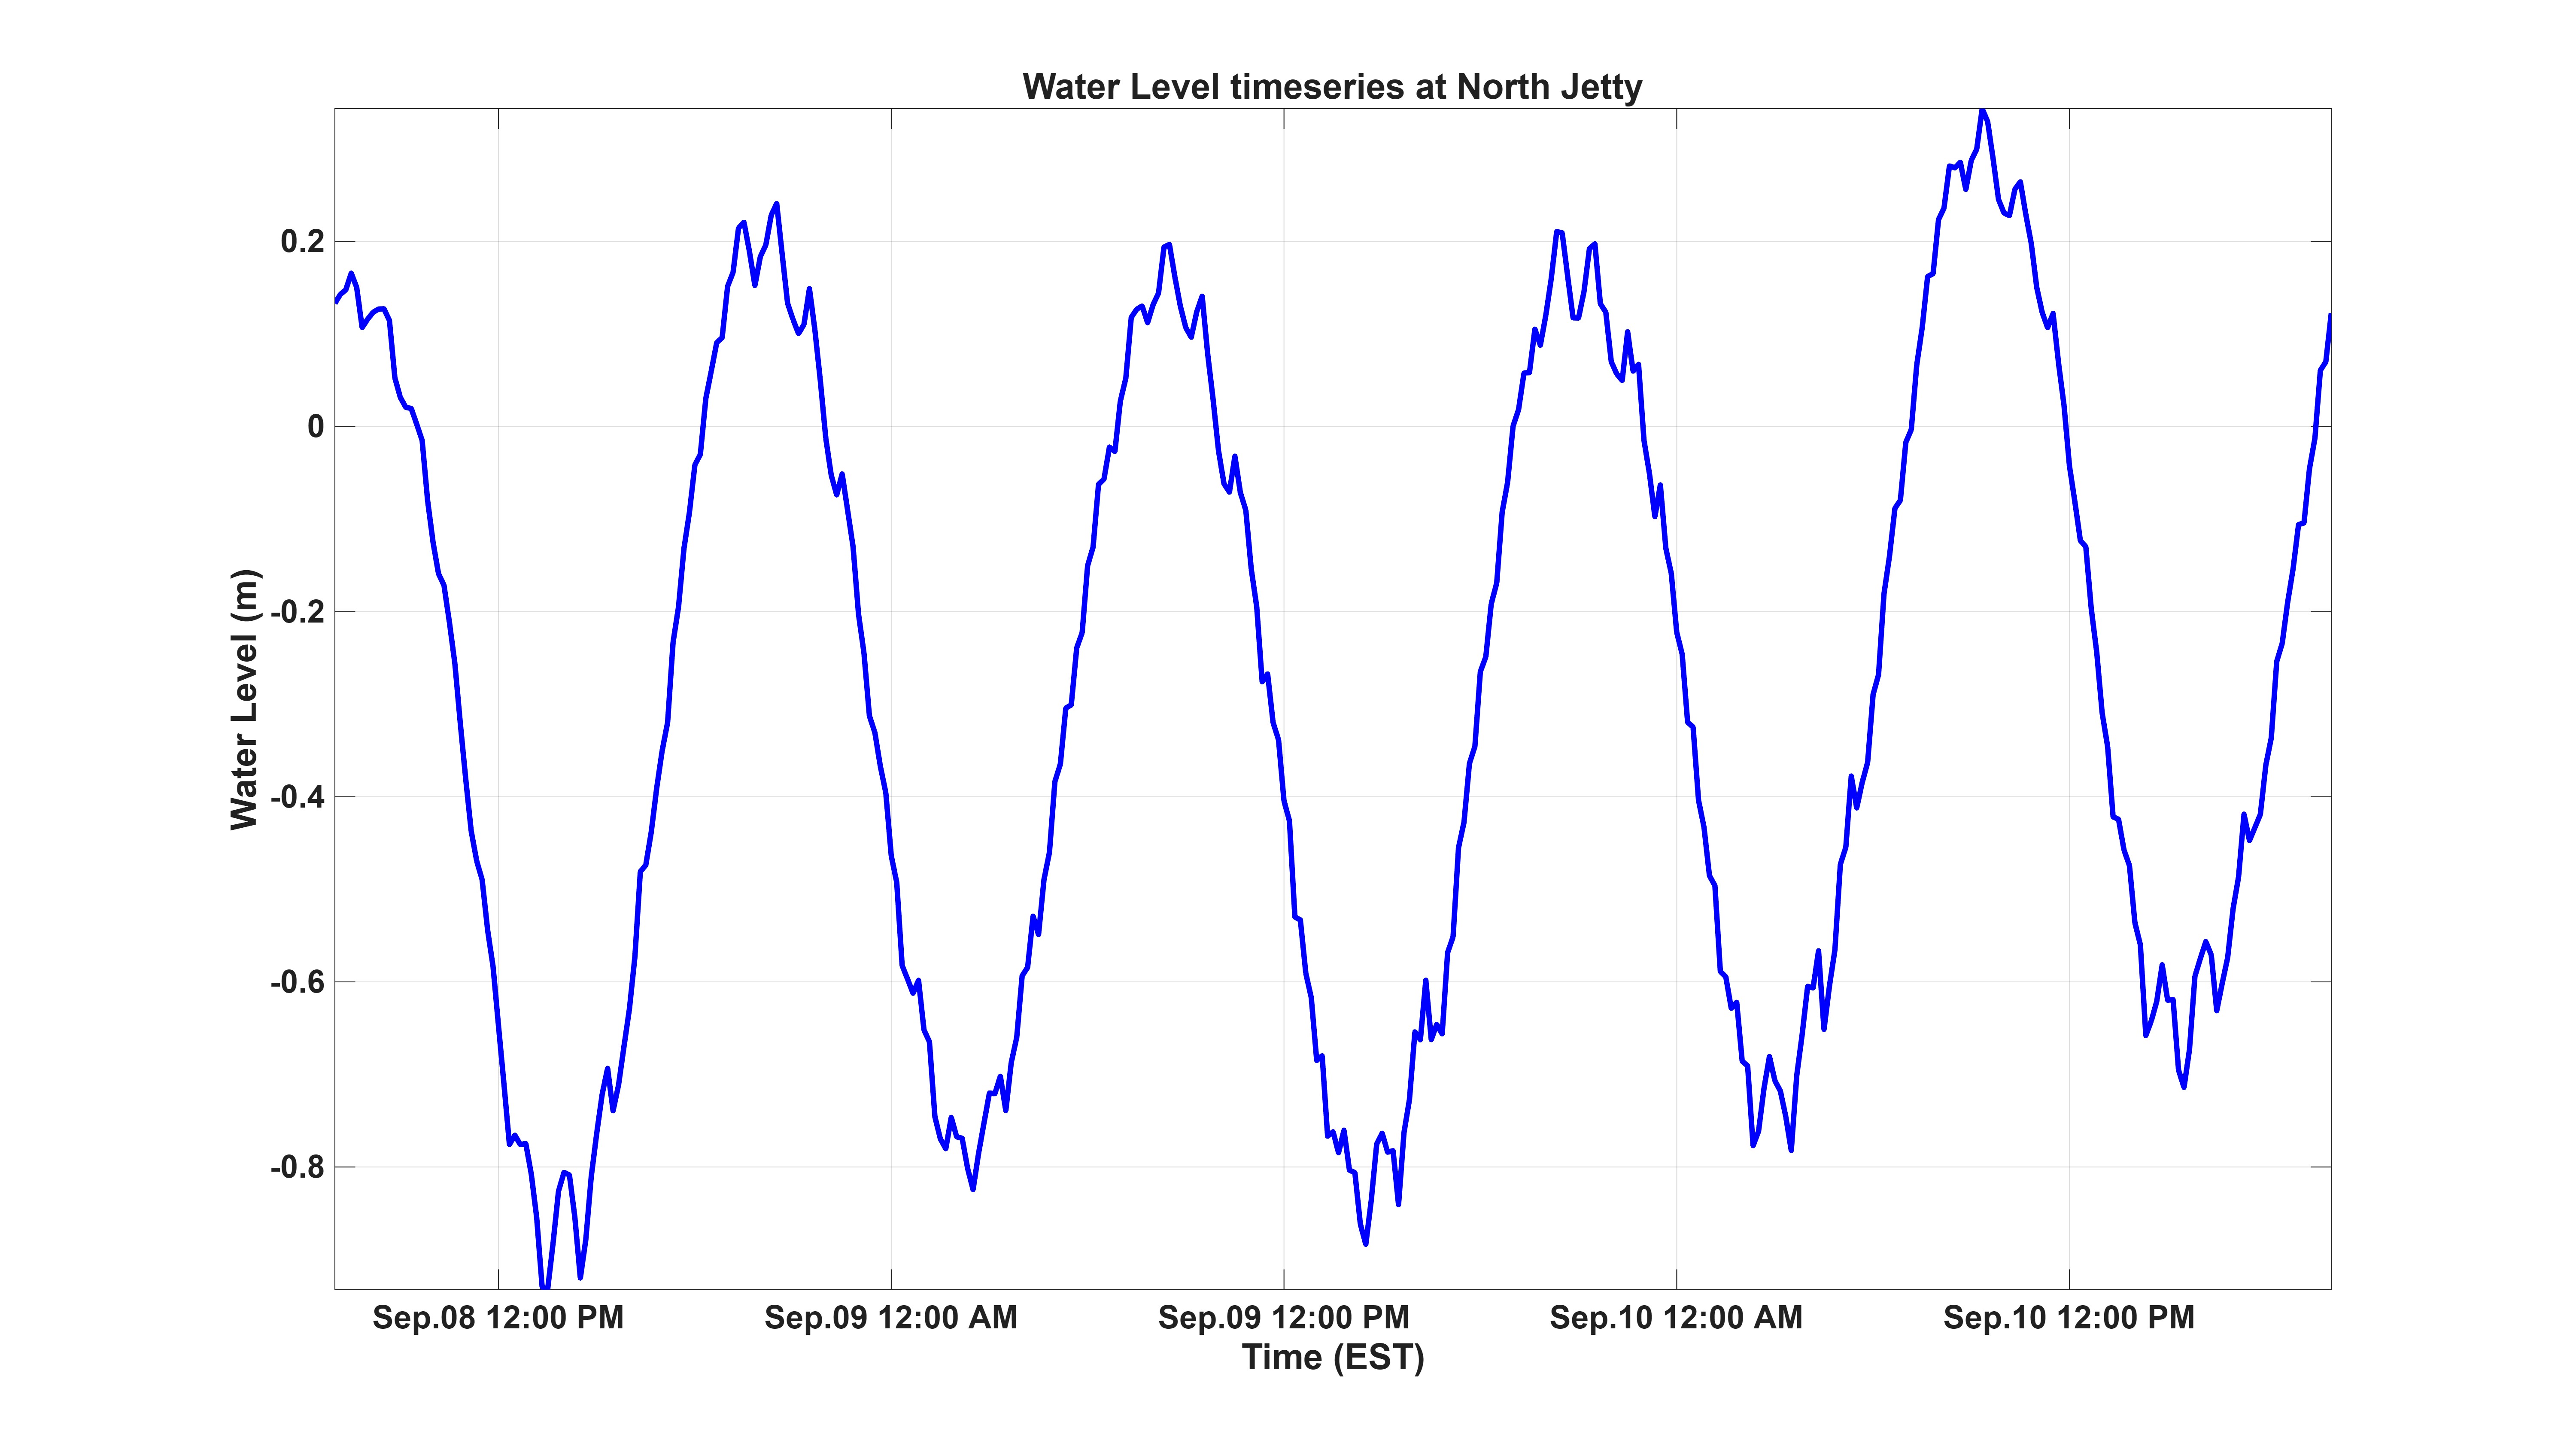 Water Level timeseries at North Jetty
0.2
0
-0.2
-0.4
-0.6
-0.8
Water Level (m)
Sep.08 12:00 PM
Sep.09 12:00 AM
Sep.09 12:00 PM
Sep.10 12:00 AM
Sep.10 12:00 PM
Time (EST)